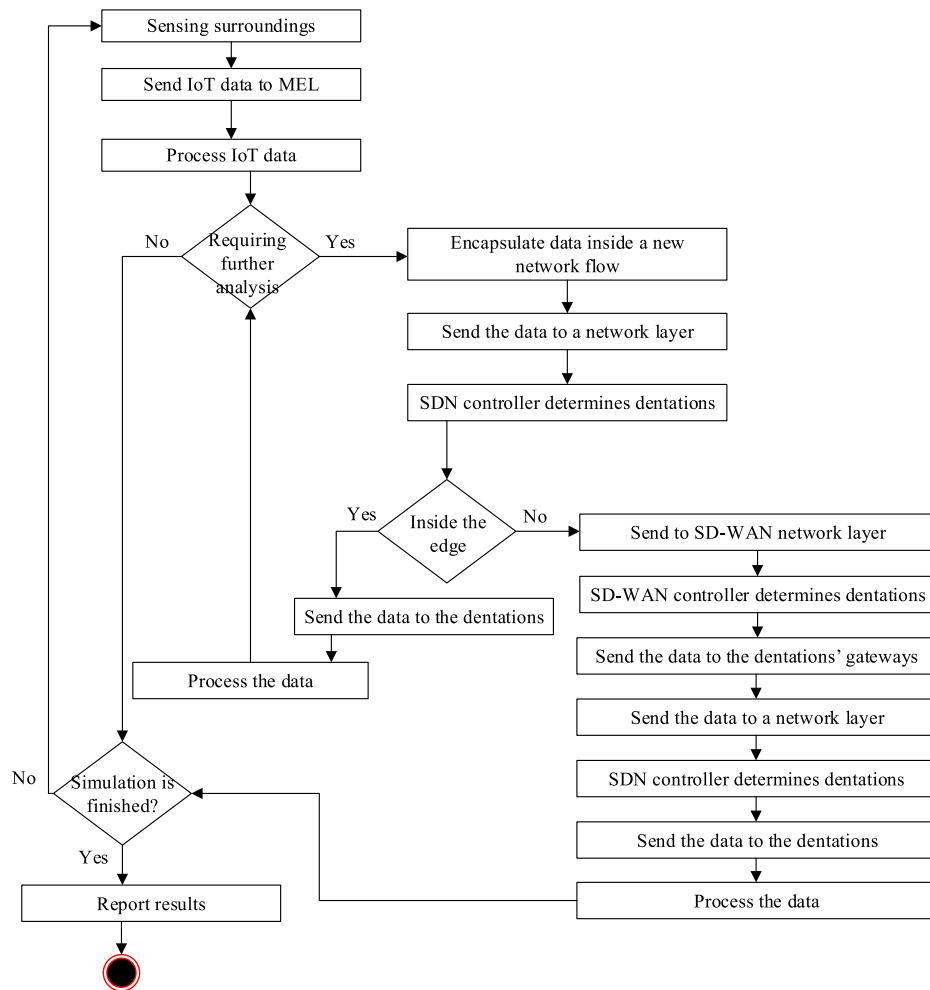 Sensing surroundings
Send IoT data to MEL
Process IoT data
No
Requiring
further
analysis
Yes
Encapsulate data inside a new
network flow
Send the data to a network layer
SDN controller determines dentations
Yes
Inside the
edge
No
Send the data to the dentations
Process the data
Send to SD-WAN network layer
SD-WAN controller determines dentations
Send the data to the dentations’ gateways
Send the data to a network layer
SDN controller determines dentations
Send the data to the dentations
Process the data
No
Simulation is
finished?
Yes
Report results